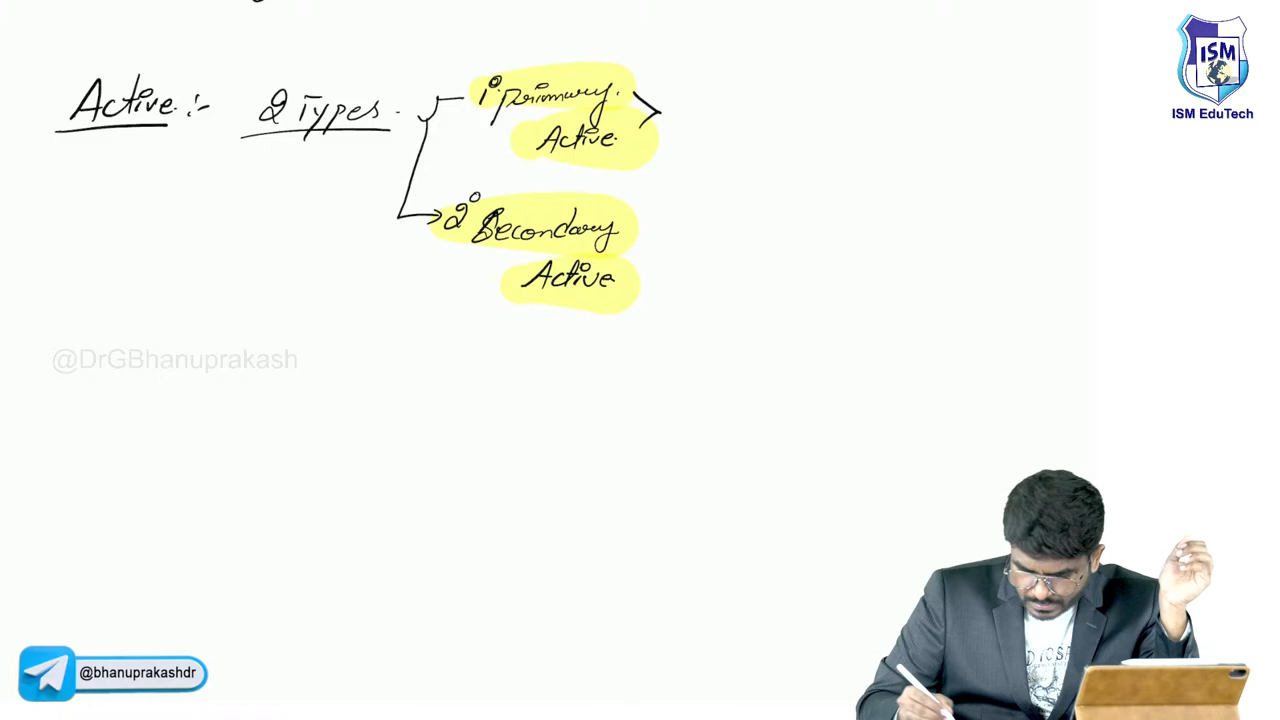 ISM
ISM EduTech
Active :- 2 Types. 1° primary.
Active.
2° Secondary
Active
@DrGBhanuprakash
@bhanuprakashdr